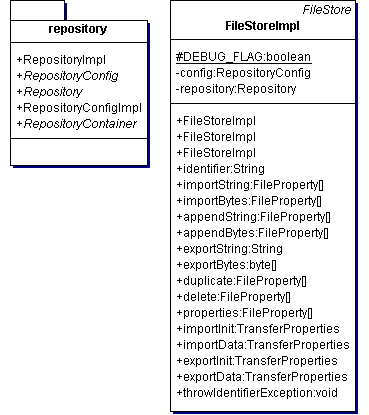 repository
+RepositoryImpl
+RepositoryConfig
+Repository
+RepositoryConfigImpl
+RepositoryContainer
FileStore
FileStoreImpl
#DEBUG_FLAG:boolean
-config:RepositoryConfig
-repository:Repository
+FileStoreImpl
+FileStoreImpl
+FileStoreImpl
+identifier:String
+importString:FileProperty[]
+importBytes:FileProperty[]
+appendString:FileProperty[]
+appendBytes:FileProperty[]
+exportString:String
+exportBytes:byte[]
+duplicate:FileProperty[]
+delete:FileProperty[]
+properties:FileProperty[]
+importInit:TransferProperties
+importData:TransferProperties
+exportInit:TransferProperties
+exportData:TransferProperties
+throwIdentifierException:void